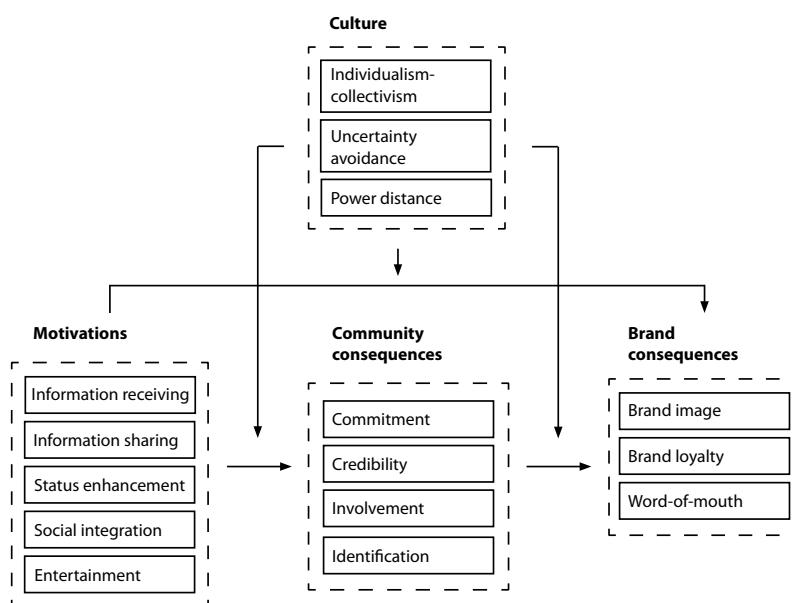 Culture
Individualism-
collectivism
Uncertainty
avoidance
Power distance
Motivations
Information receiving
Information sharing
Status enhancement
Social integration
Entertainment
Community
consequences
Commitment
Credibility
Involvement
Identification
Brand
consequences
Brand image
Brand loyalty
Word-of-mouth